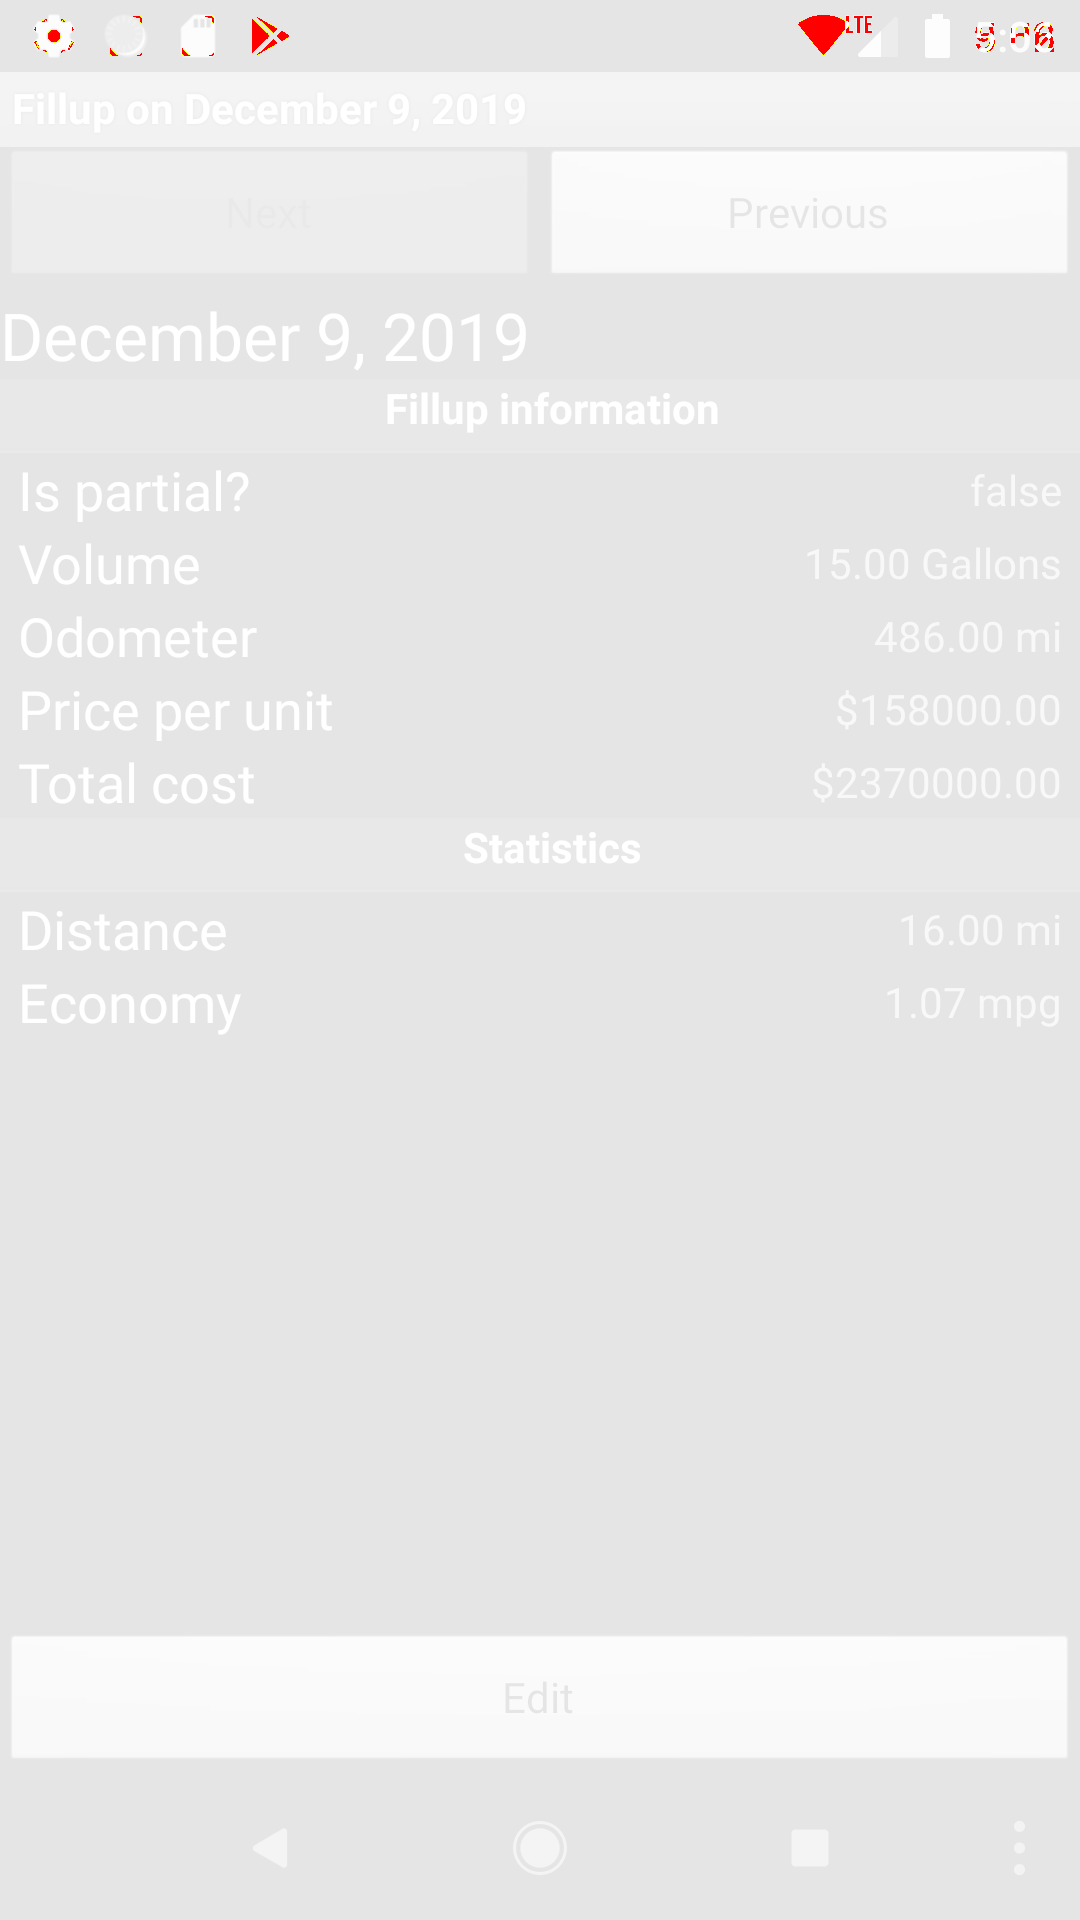 LTE
Fillup on December 9, 2019
Next Previous
December 9, 2019
Fillup information
Is partial? false
Volume 15.00 Gallons
Odometer 486.00 mi
Price per unit $158000.00
Total cost $2370000.00
Statistics
Distance 16.00 mi
Economy 1.07 mpg
Edit